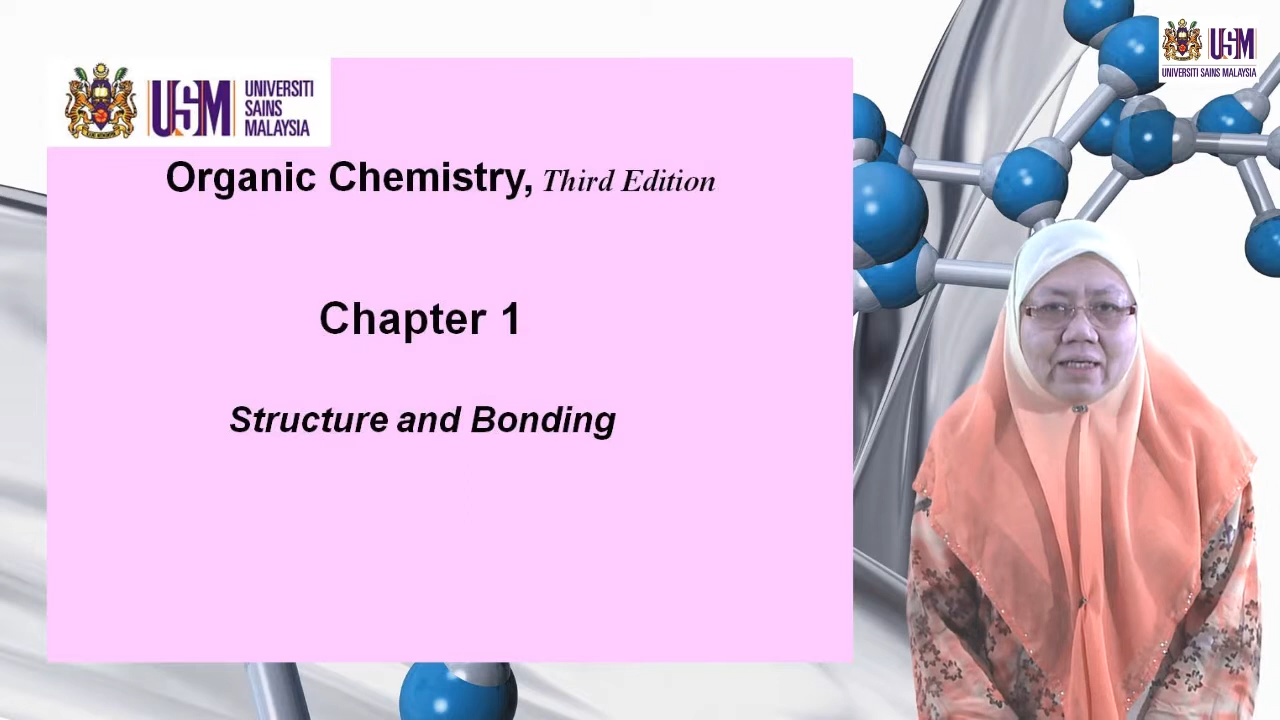 USM
UNIVERSITI
SAINS
MALAYSIA
USM
UNIVERSITI SAINS MALAYSIA
Organic Chemistry, Third Edition
Chapter 1
Structure and Bonding